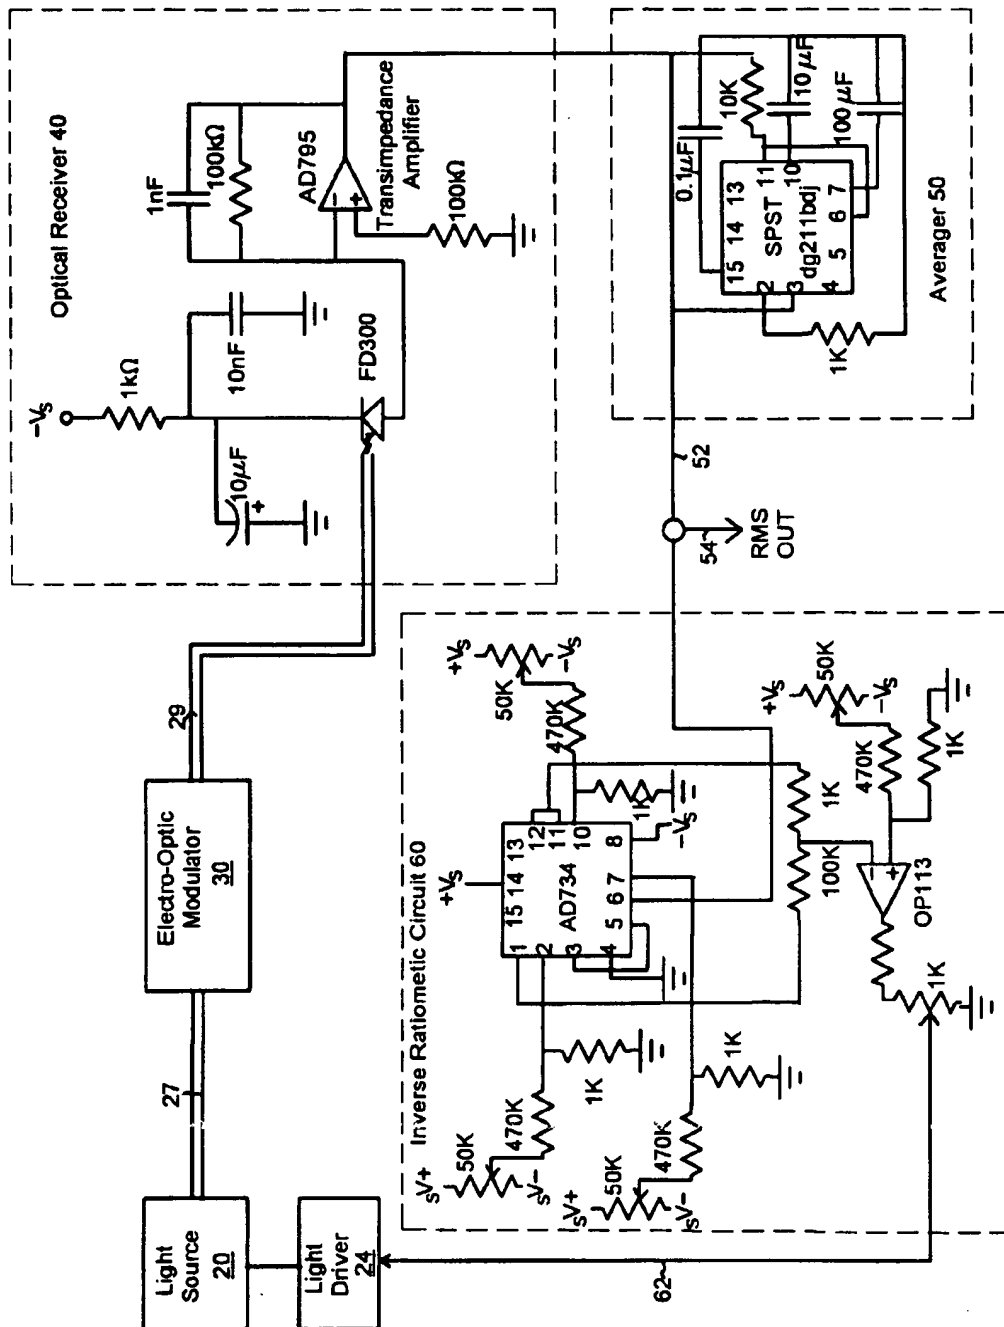 Light
Source
20
Light
Driver
24
27
Electro-Optic
Modulator
30
29
Optical Receiver 40
-Vs
1kΩ
10µF
+
10nF
FD300
1nF
100kΩ
AD795
-
+
Transimpedance
Amplifier
100kΩ
Inverse Ratiometic Circuit 60
+Vs
15 14 13
1
2
3
4
AD734
12
11
10
5 6 7 8
-Vs
50K
470K
+Vs
-Vs
1K
Vs+
50K
Vs-
470K
1K
Vs+
50K
Vs-
470K
1K
100K
1K
-
+
OP113
1K
470K
+Vs
50K
-Vs
1K
62
52
54
RMS
OUT
0.1µF
10K
10µF
100µF
15 14 13
2
3
4
SPST
dg211bdj
11
10
5 6 7
1K
Averager 50